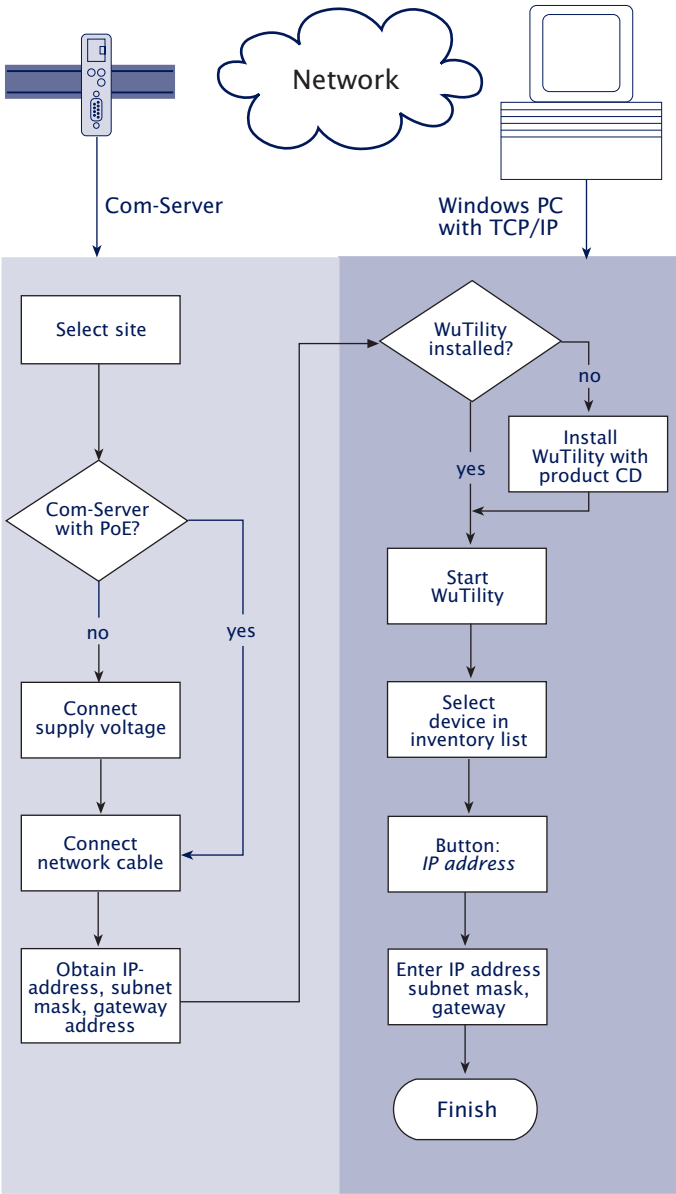 Network
Com-Server
Windows PC
with TCP/IP
Select site
Com-Server
with PoE?
no
yes
Connect
supply voltage
Connect
network cable
Obtain IP-
address, subnet
mask, gateway
address
WuTility
installed?
no
yes
Install
WuTility with
product CD
Start
WuTility
Select
device in
inventory list
Button:
IP address
Enter IP address
subnet mask,
gateway
Finish